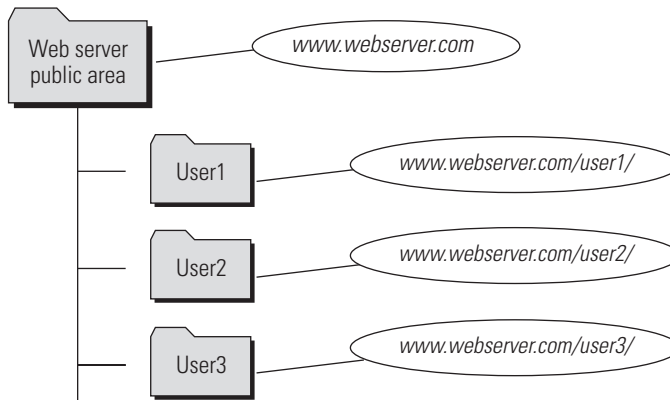 Web server
public area
www.webserver.com
User1
www.webserver.com/user1/
User2
www.webserver.com/user2/
User3
www.webserver.com/user3/